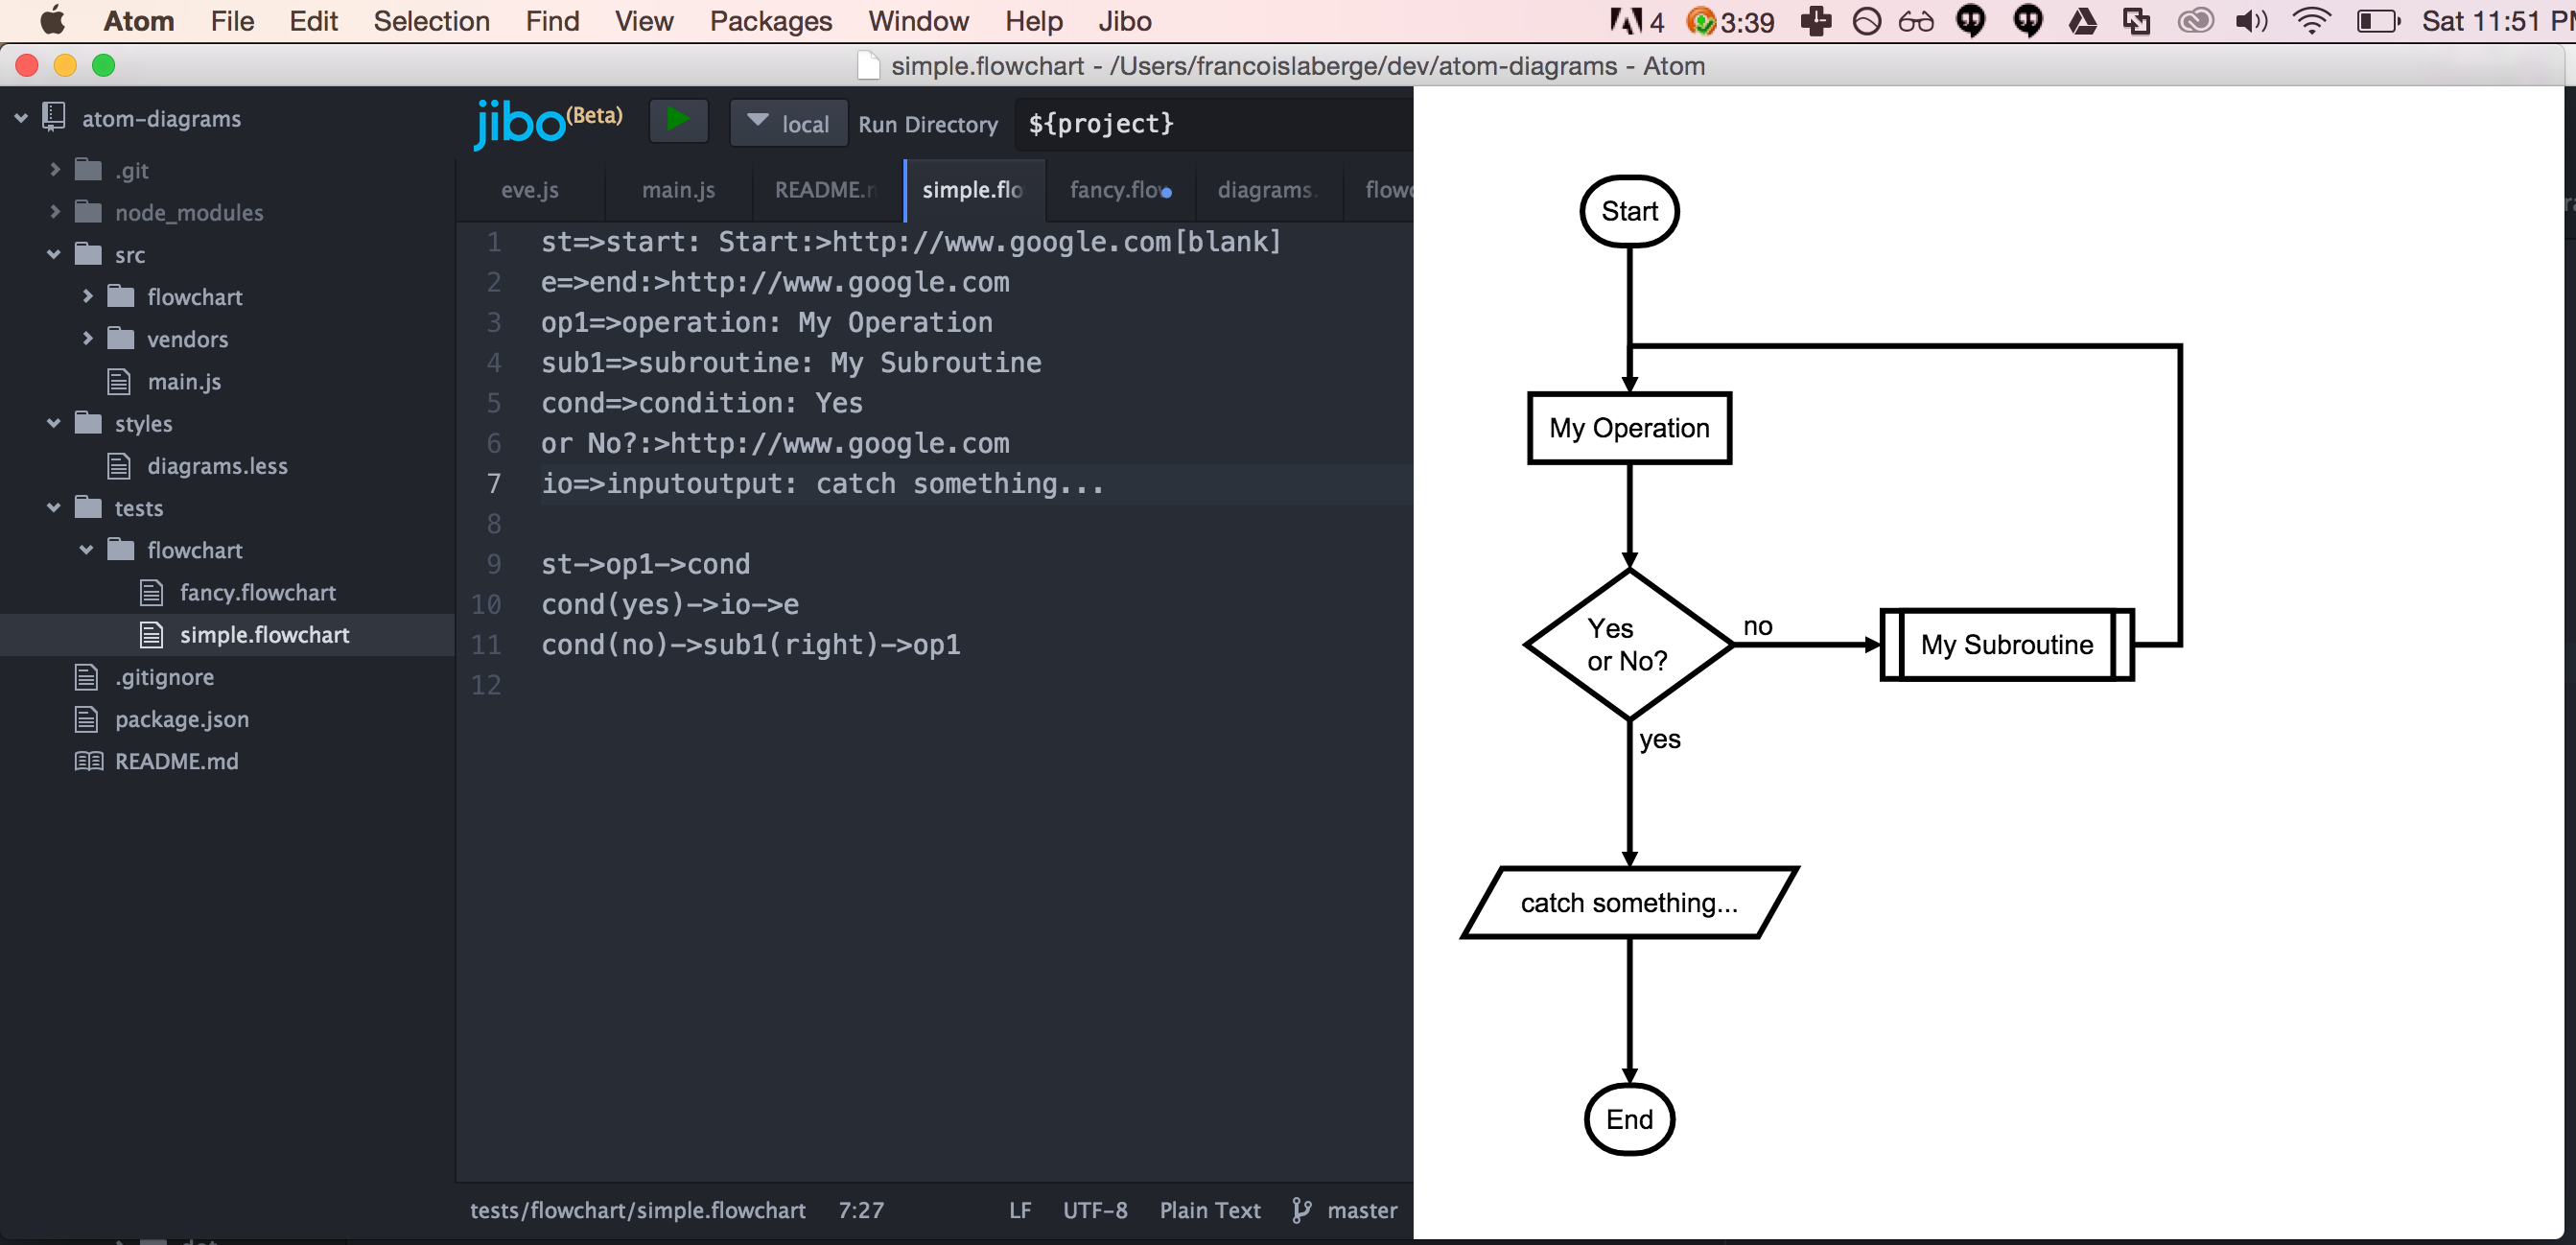 Atom File Edit Selection Find View Packages Window Help Jibo 4 3:39 Sat 11:51
simple.flowchart - /Users/francoislaberge/dev/atom-diagrams - Atom
atom-diagrams
.git
node_modules
src
flowchart
vendors
main.js
styles
diagrams.less
tests
flowchart
fancy.flowchart
simple.flowchart
.gitignore
package.json
README.md
jibo (Beta) local Run Directory ${project}
eve.js main.js README. simple.flo fancy.flo diagrams. flow
1 st=>start: Start:>http://www.google.com[blank]
2 e=>end:>http://www.google.com
3 op1=>operation: My Operation
4 sub1=>subroutine: My Subroutine
5 cond=>condition: Yes
6 or No?:>http://www.google.com
7 io=>inputoutput: catch something...
8
9 st->op1->cond
10 cond(yes)->io->e
11 cond(no)->sub1(right)->op1
12
tests/flowchart/simple.flowchart 7:27 LF UTF-8 Plain Text master
Start
My Operation
Yes
or No?
no
My Subroutine
yes
catch something...
End